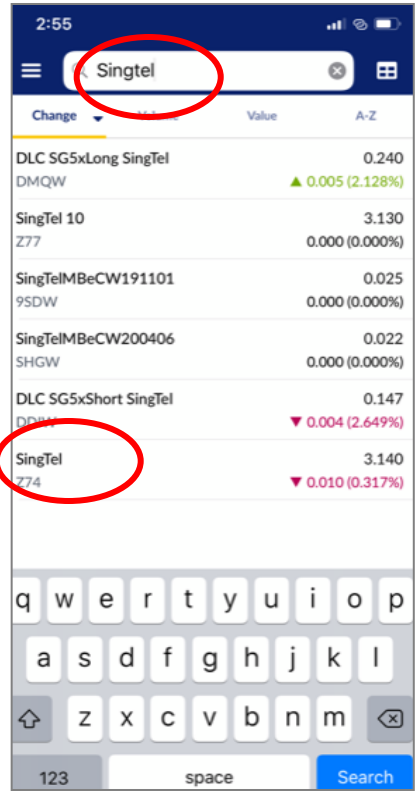 2:55
Singtel
Change Value A-Z
DLC SG5xLong SingTel 0.240
DMQW ▲ 0.005 (2.128%)
SingTel 10 3.130
Z77 0.000 (0.000%)
SingTelMBeCW191101 0.025
9SDW 0.000 (0.000%)
SingTelMBeCW200406 0.022
SHGW 0.000 (0.000%)
DLC SG5xShort SingTel 0.147
▼ 0.004 (2.649%)
SingTel 3.140
Z74 ▼ 0.010 (0.317%)
q w e r t y u i o p
a s d f g h j k l
z x c v b n m
123 space Search